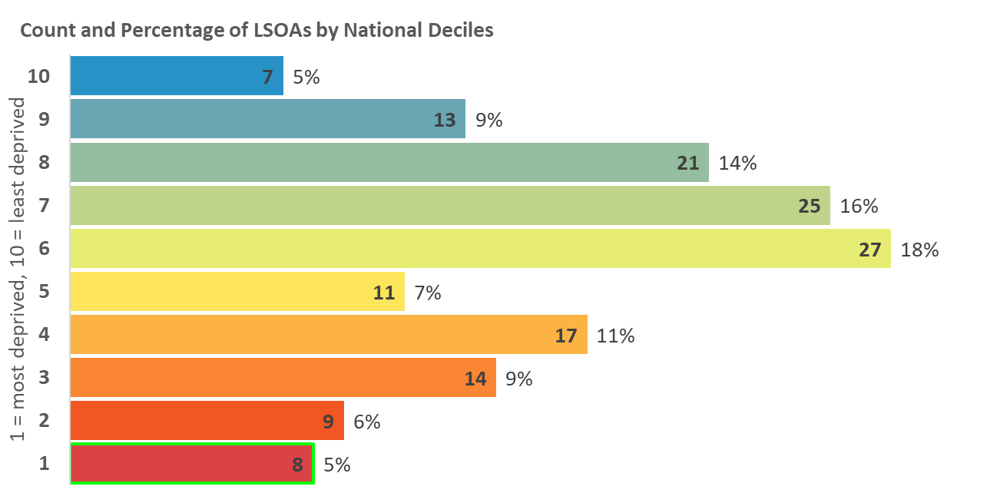 Count and Percentage of LSOAs by National Deciles
1 = most deprived, 10 = least deprived
10 7 5%
9 13 9%
8 21 14%
7 25 16%
6 27 18%
5 11 7%
4 17 11%
3 14 9%
2 9 6%
1 8 5%